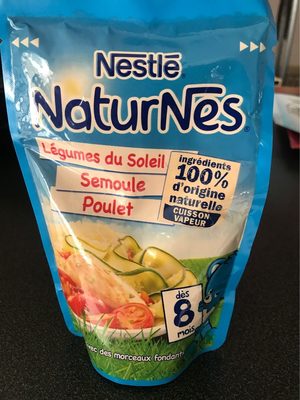 Nestlé
NaturNes
Légumes du Soleil
Semoule
Poulet
ingrédients
100%
d'origine
naturelle
CUISSON
VAPEUR
dès
8
mois
avec des morceaux fondants